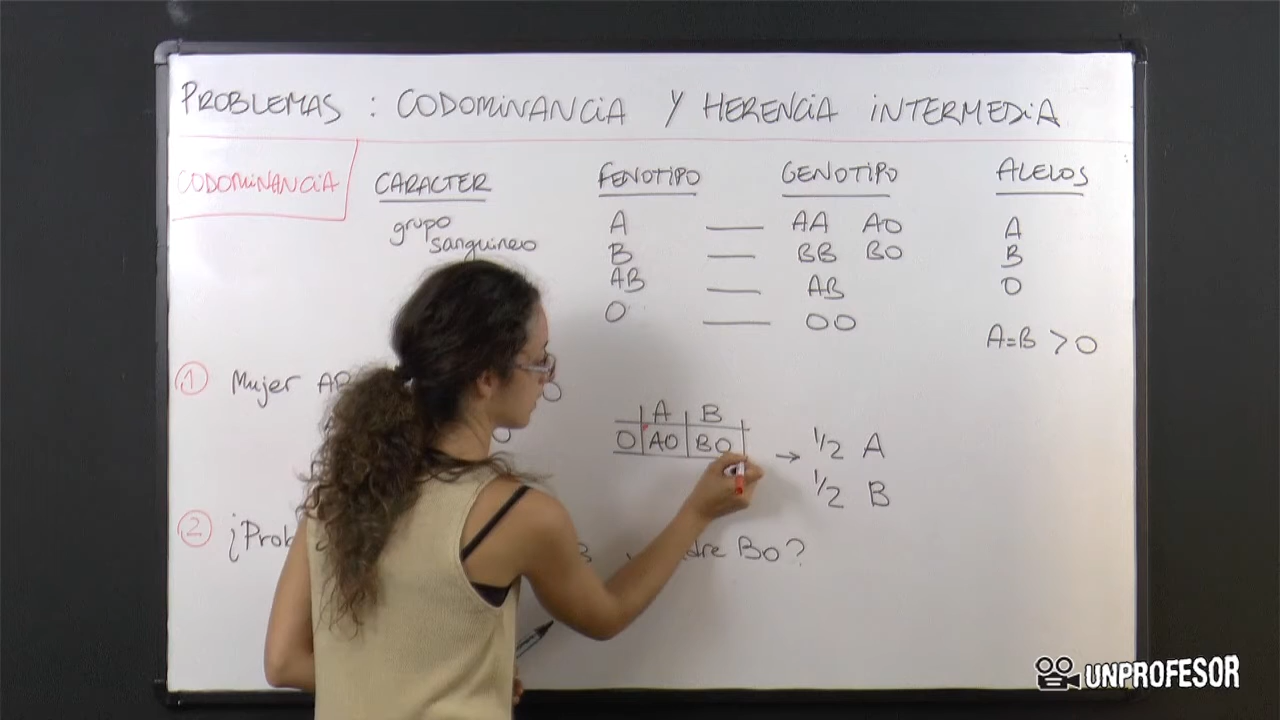 PROBLEMAS : CODOMINANCIA Y HERENCIA INTERMEDIA
CODOMINANCIA CARACTER FENOTIPO GENOTIPO ALELOS
grupo sanguineo
A — AA AO A
B — BB BO B
AB — AB O
O — OO
A=B > O
1 Mujer AB O
A B
O AO BO → 1/2 A
1/2 B
2 BO?
UNPROFESOR